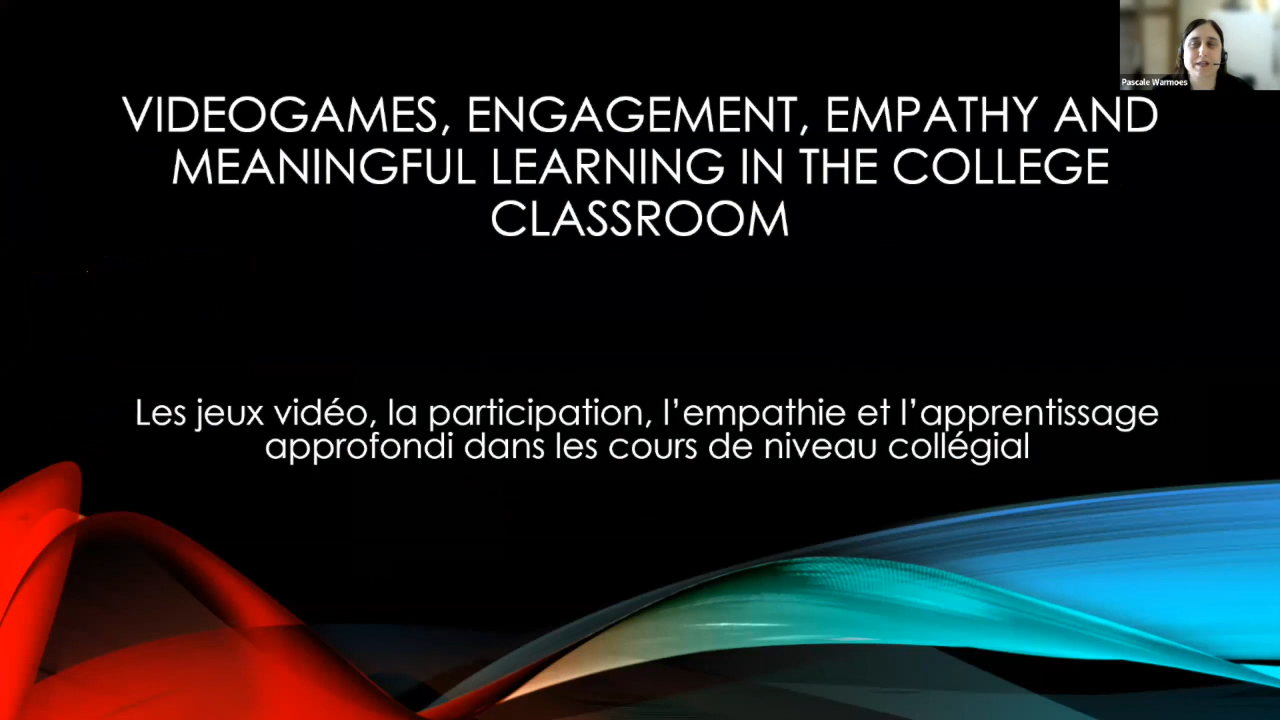 Pascale Warmoes
VIDEOGAMES, ENGAGEMENT, EMPATHY AND
MEANINGFUL LEARNING IN THE COLLEGE
CLASSROOM
Les jeux vidéo, la participation, l’empathie et l’apprentissage
approfondi dans les cours de niveau collégial